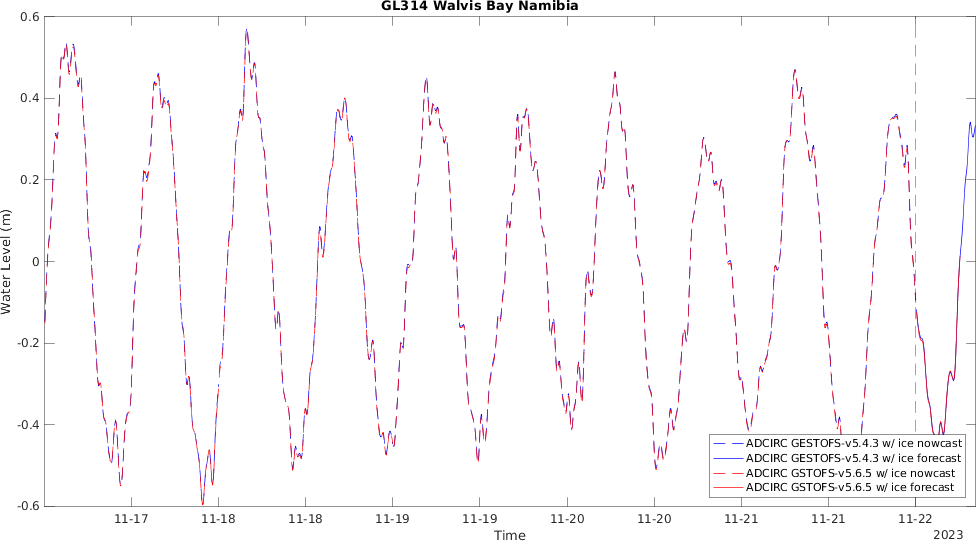 GL314 Walvis Bay Namibia
0.6
0.4
0.2
0
-0.2
-0.4
-0.6
Water Level (m)
ADCIRC GESTOFS-v5.4.3 w/ ice nowcast
ADCIRC GESTOFS-v5.4.3 w/ ice forecast
ADCIRC GSTOFS-v5.6.5 w/ ice nowcast
ADCIRC GSTOFS-v5.6.5 w/ ice forecast
11-17 11-18 11-18 11-19 11-19 11-20 11-20 11-21 11-21 11-22
Time
2023